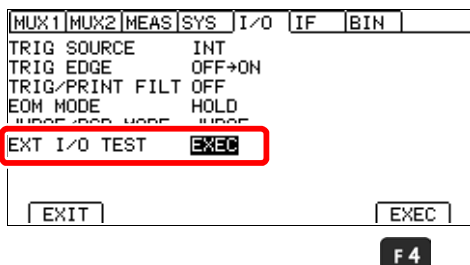 MUX1 MUX2 MEAS SYS I/O IF BIN
TRIG SOURCE INT
TRIG EDGE OFF→ON
TRIG/PRINT FILT OFF
EOM MODE HOLD
EXT I/O TEST EXEC
EXIT EXEC
F4